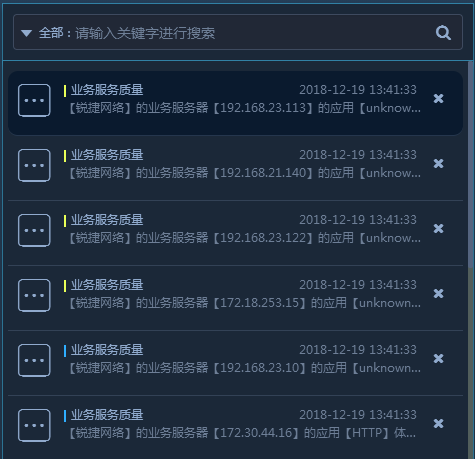 全部：请输入关键字进行搜索
业务服务质量 2018-12-19 13:41:33
【锐捷网络】的业务服务器【192.168.23.113】的应用【unknow...
业务服务质量 2018-12-19 13:41:33
【锐捷网络】的业务服务器【192.168.21.140】的应用【unknow...
业务服务质量 2018-12-19 13:41:33
【锐捷网络】的业务服务器【192.168.23.122】的应用【unknow...
业务服务质量 2018-12-19 13:41:33
【锐捷网络】的业务服务器【172.18.253.15】的应用【unknown...
业务服务质量 2018-12-19 13:41:33
【锐捷网络】的业务服务器【192.168.23.10】的应用【unknown...
业务服务质量 2018-12-19 13:41:33
【锐捷网络】的业务服务器【172.30.44.16】的应用【HTTP】体...